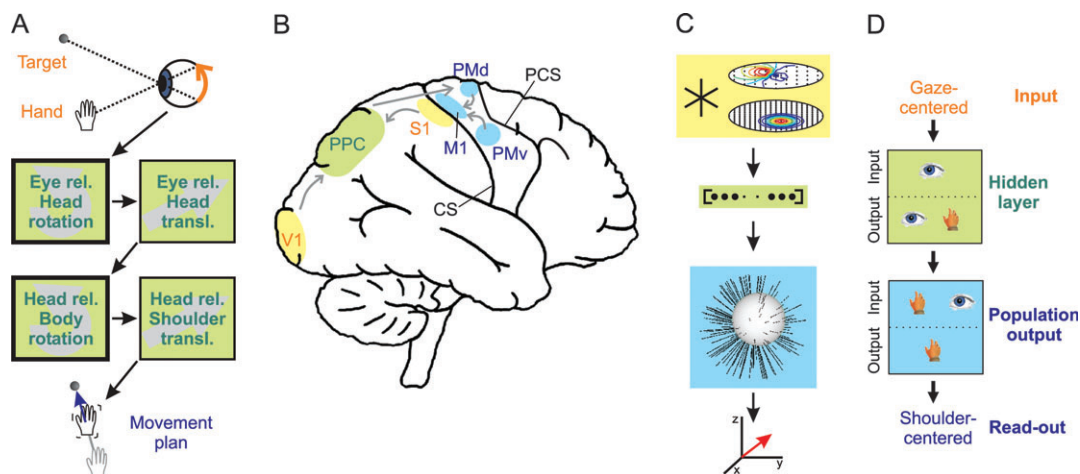 A
Target
Hand
Eye rel.
Head
rotation
Eye rel.
Head
transl.
Head rel.
Body
rotation
Head rel.
Shoulder
transl.
Movement
plan
B
PMd
PCS
S1
M1
PMv
PPC
CS
V1
C
z
y
x
D
Gaze-
centered
Input
Input
Output
Hidden
layer
Input
Output
Population
output
Shoulder-
centered
Read-out